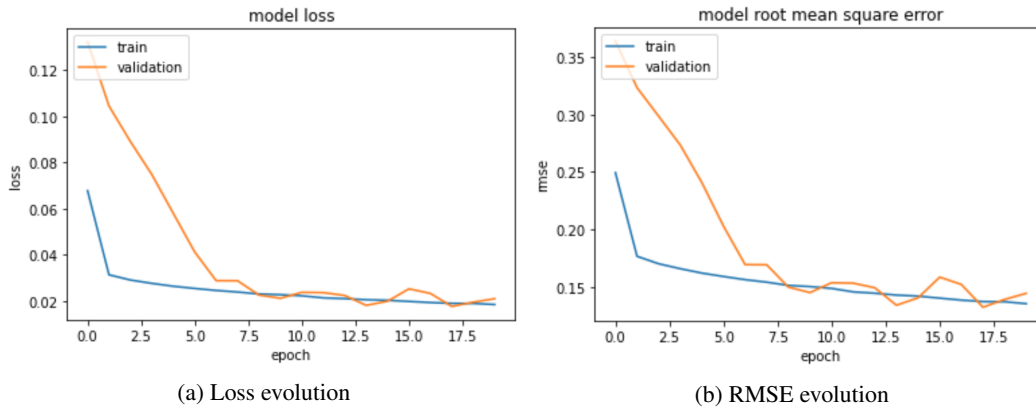 model loss
train
validation
0.12
0.10
0.08
0.06
0.04
0.02
loss
0.0 2.5 5.0 7.5 10.0 12.5 15.0 17.5
epoch
(a) Loss evolution
model root mean square error
train
validation
0.35
0.30
0.25
0.20
0.15
rmse
0.0 2.5 5.0 7.5 10.0 12.5 15.0 17.5
epoch
(b) RMSE evolution